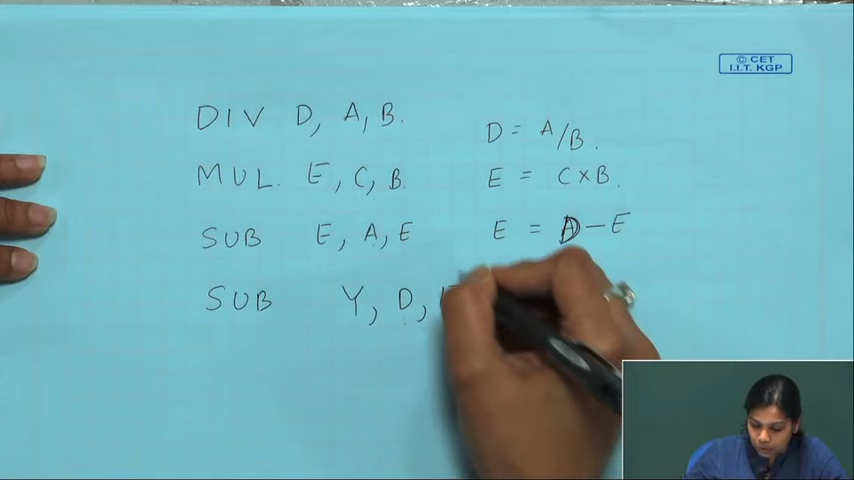 © CET
I.I.T. KGP
DIV D, A, B.
D = A/B.
MUL. E, C, B
E = C×B.
SUB E, A, E
E = D – E
SUB Y, D,